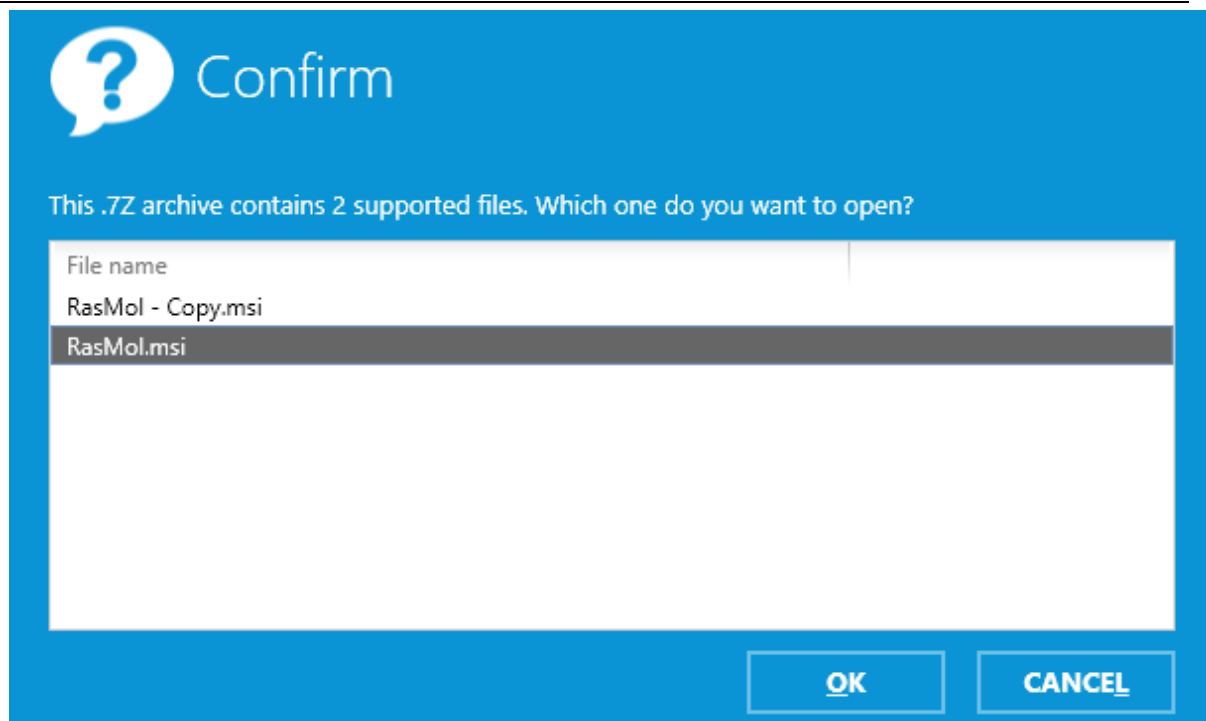 ?
Confirm
This .7Z archive contains 2 supported files. Which one do you want to open?
File name
RasMol - Copy.msi
RasMol.msi
OK CANCEL